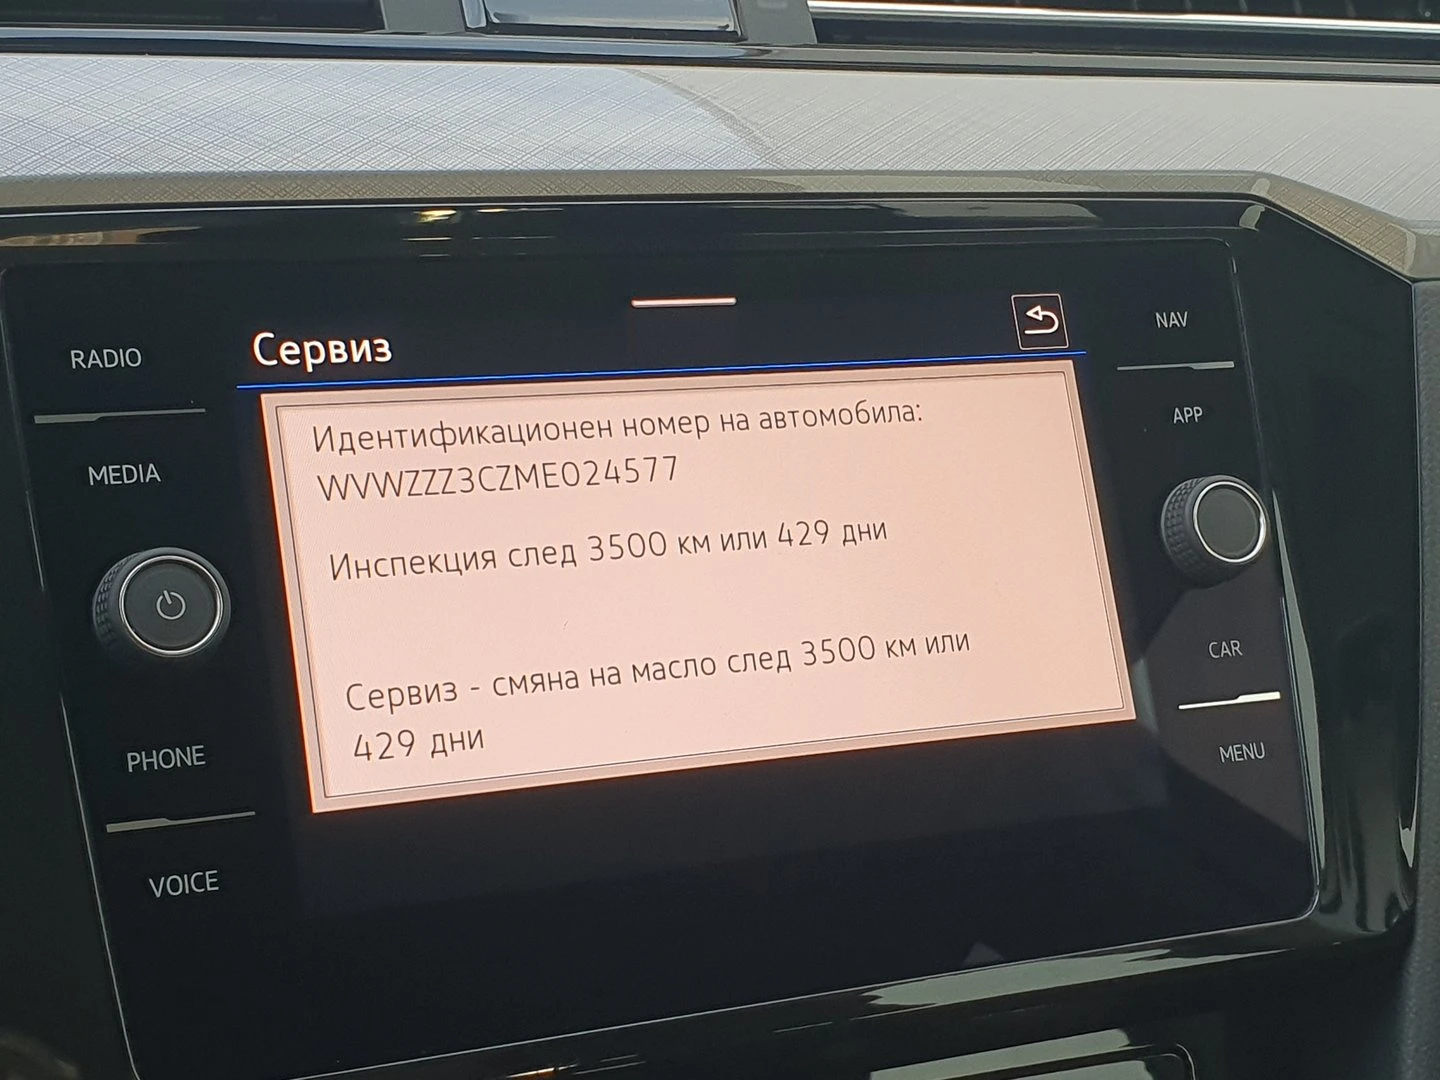 RADIO
MEDIA
PHONE
VOICE
Сервиз
Идентификационен номер на автомобила:
WVWZZZ3CZME024577
Инспекция след 3500 км или 429 дни
Сервиз - смяна на масло след 3500 км или
429 дни
NAV
APP
CAR
MENU